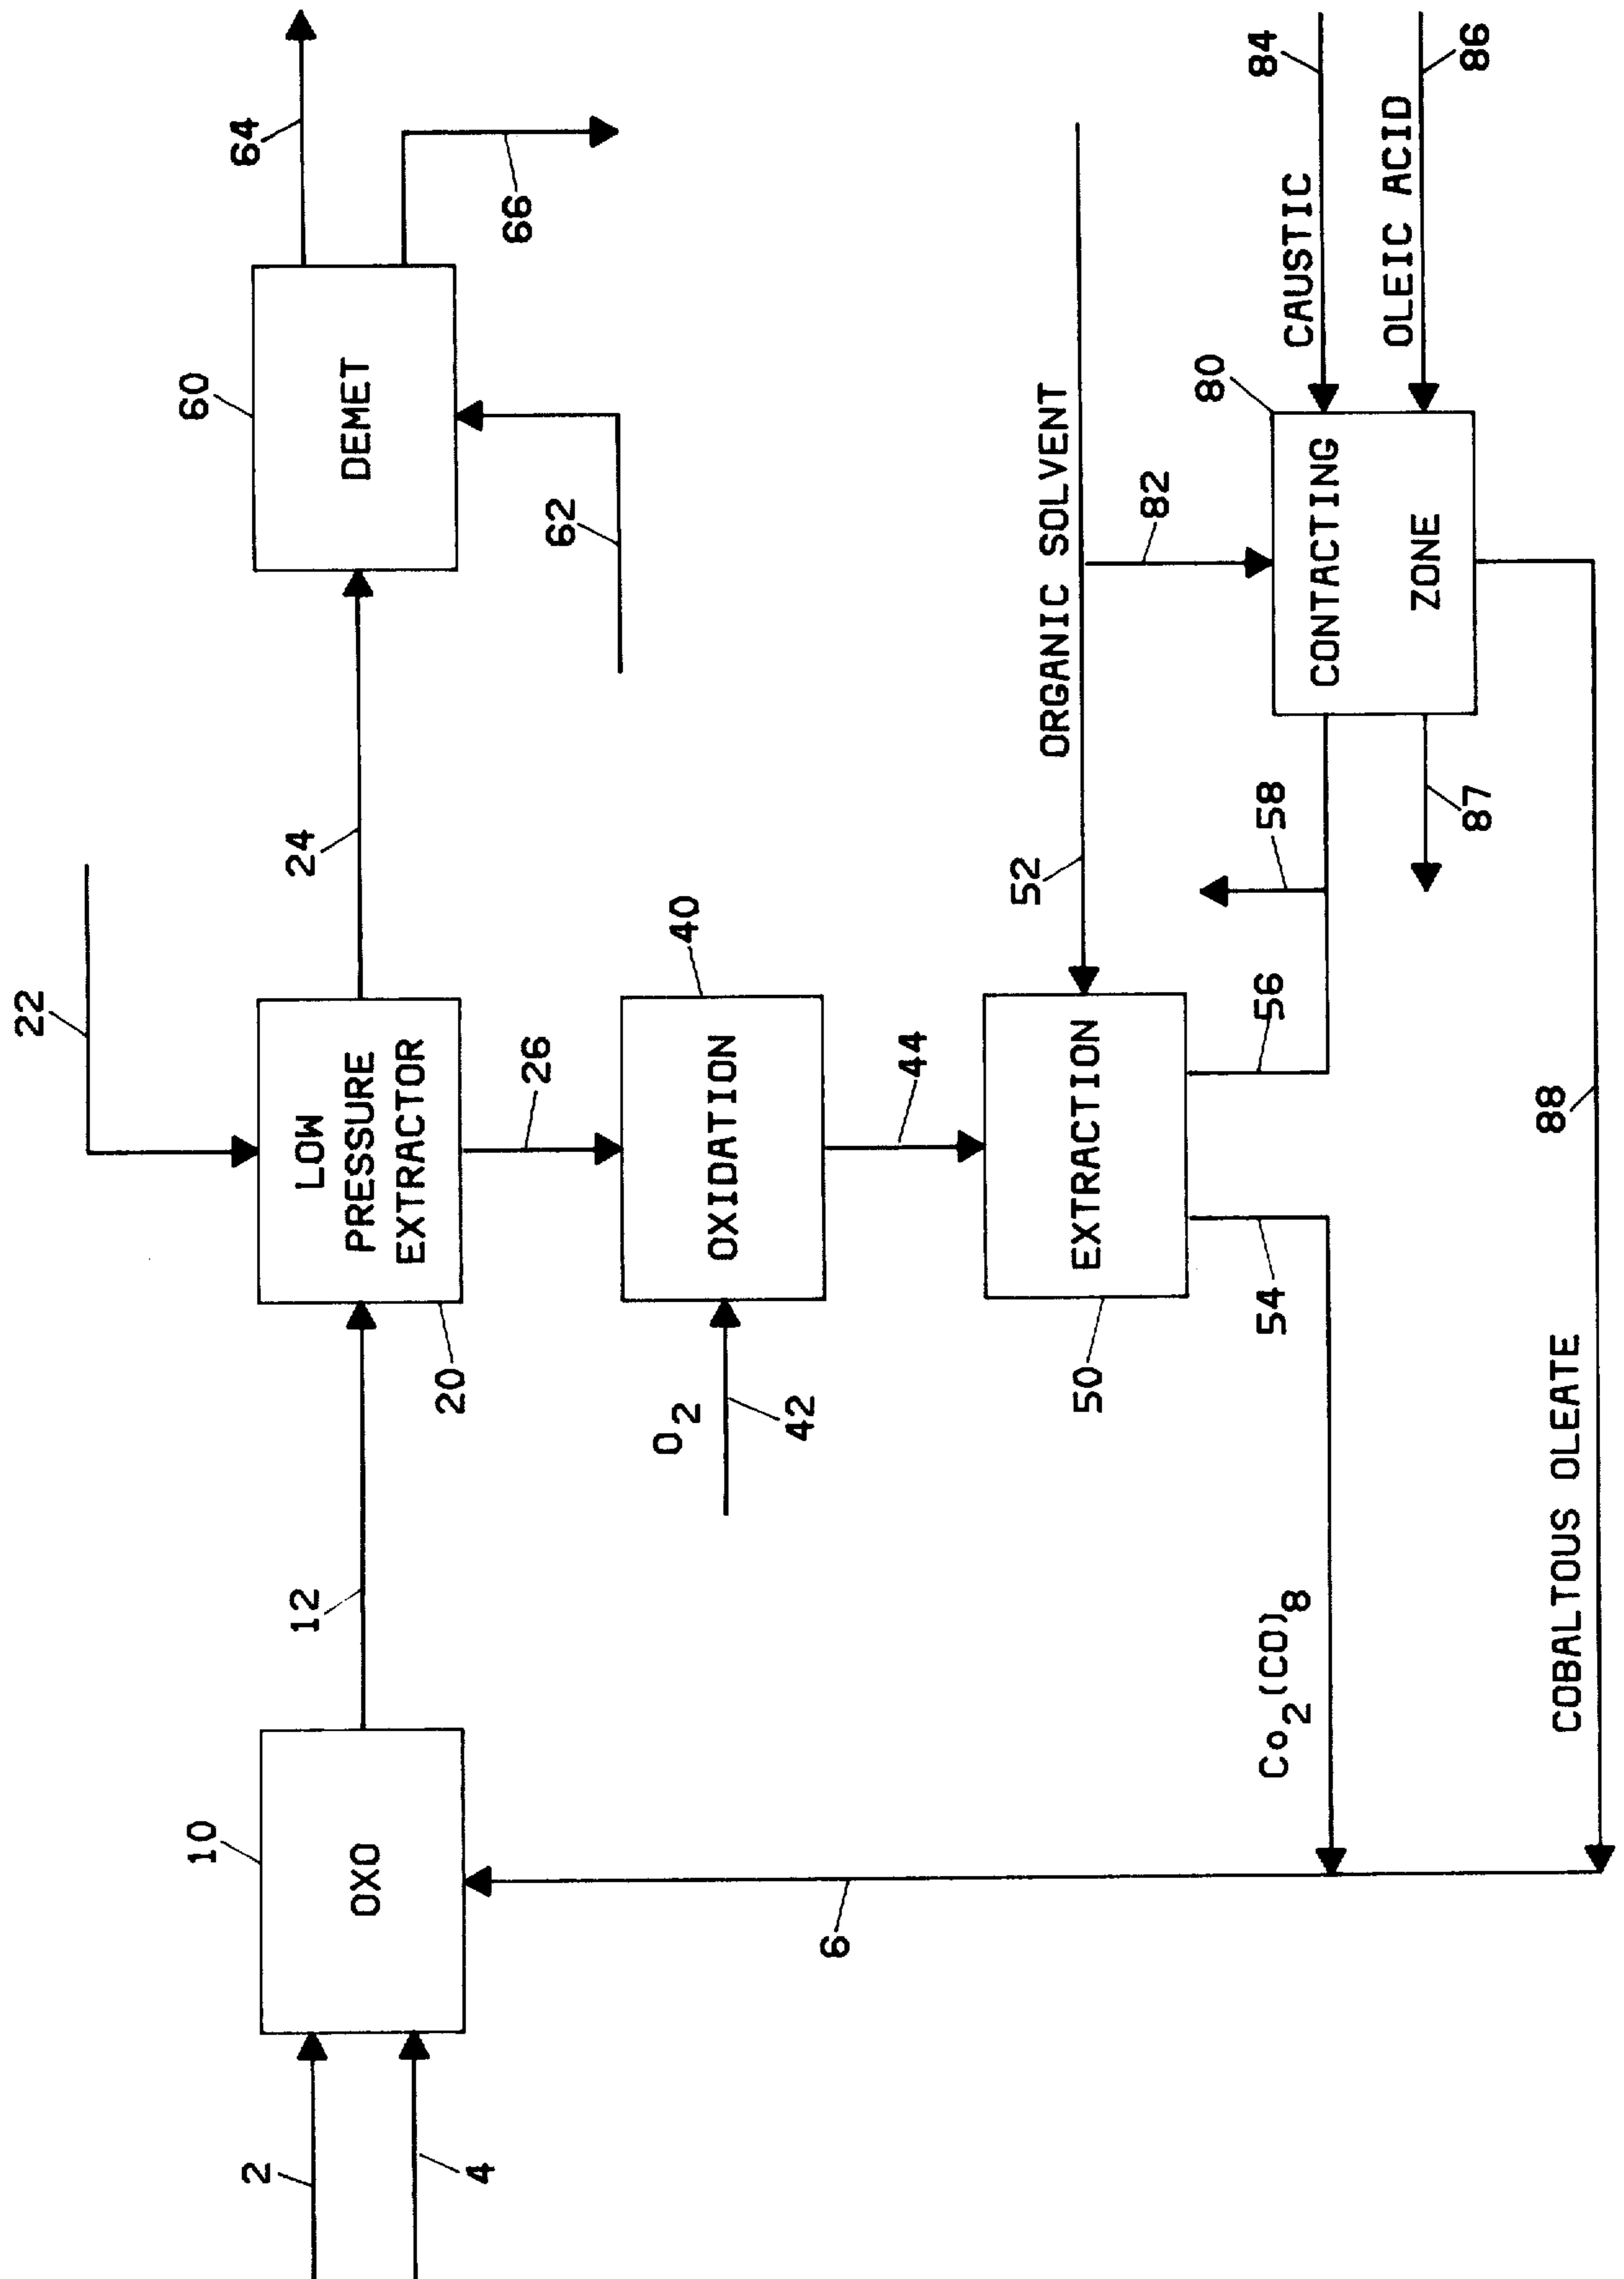 2
4
10
OXO
6
12
20
LOW
PRESSURE
EXTRACTOR
22
24
26
60
DEMET
62
64
66
O2
42
40
OXIDATION
44
50
EXTRACTION
52
ORGANIC SOLVENT
54
56
58
Co2(CO)8
82
80
CONTACTING
ZONE
CAUSTIC
84
OLEIC ACID
86
87
88
COBALTOUS OLEATE